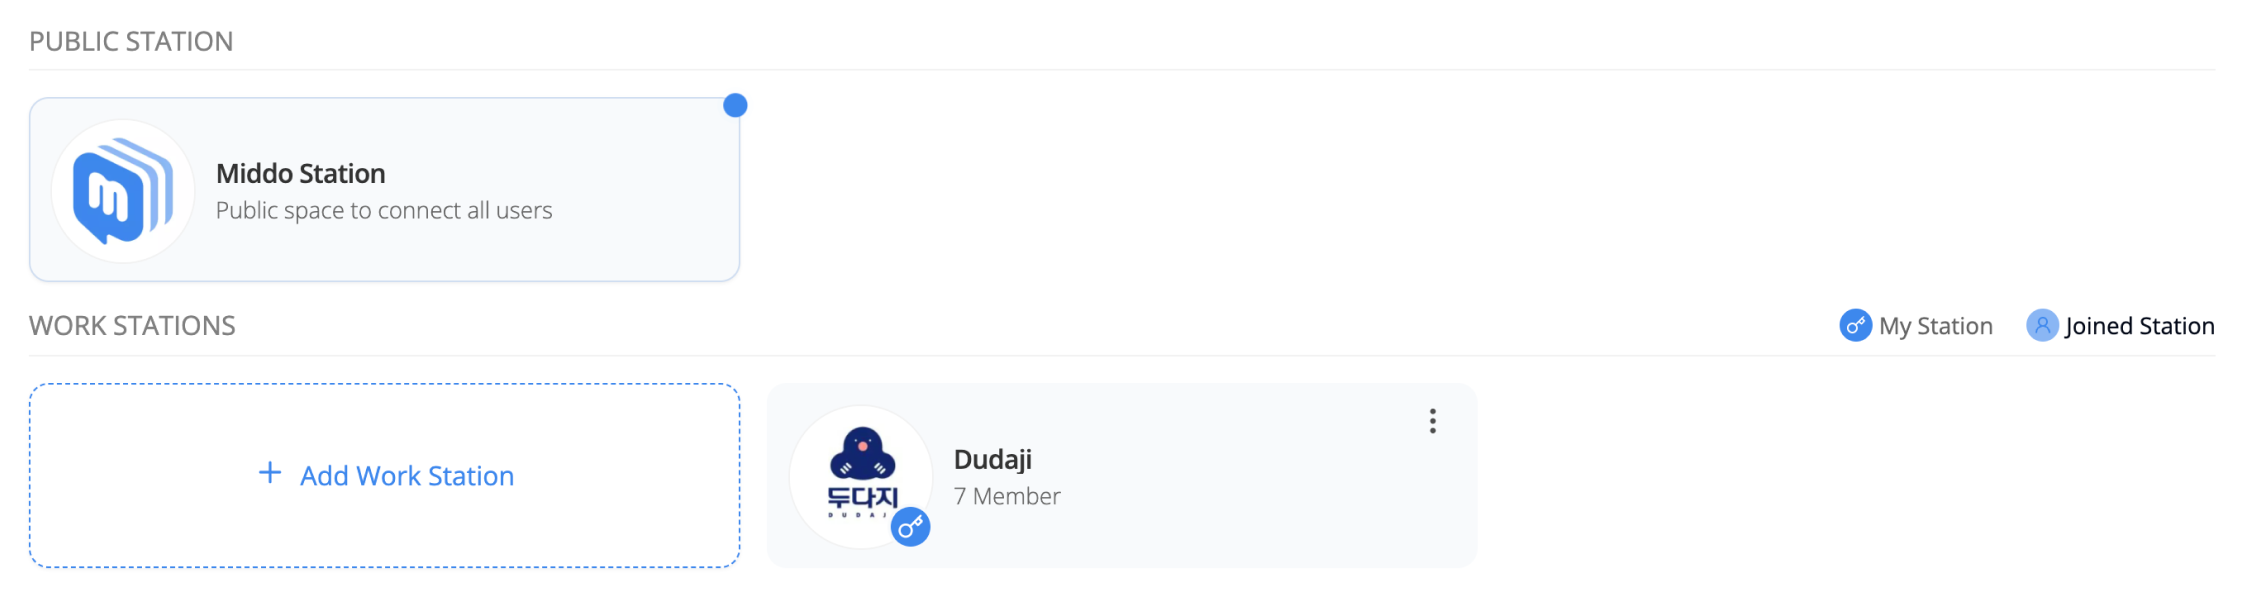 PUBLIC STATION
Middo Station
Public space to connect all users
WORK STATIONS
My Station
Joined Station
+ Add Work Station
두다지
DUDAJ
Dudaji
7 Member